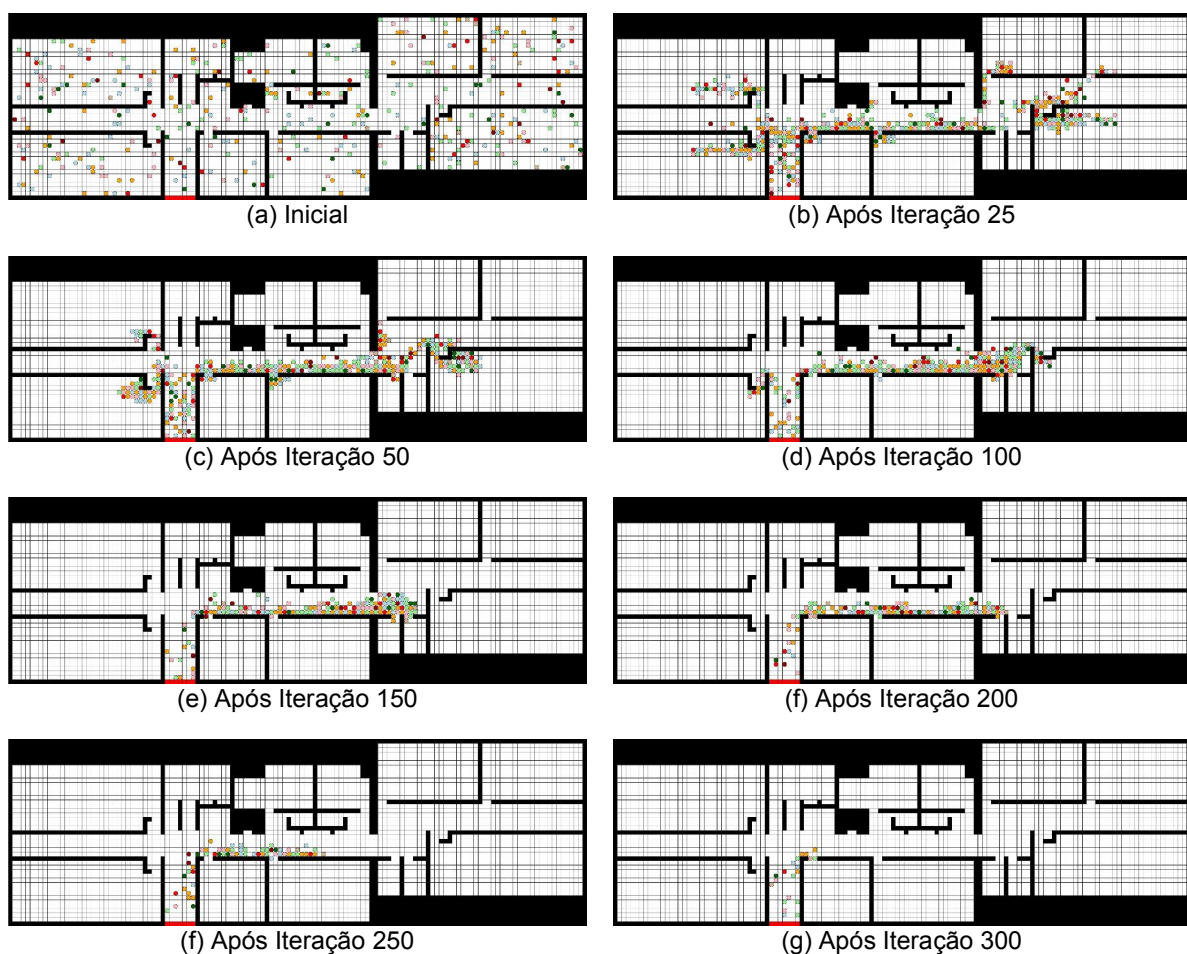 (a) Inicial
(b) Após Iteração 25
(c) Após Iteração 50
(d) Após Iteração 100
(e) Após Iteração 150
(f) Após Iteração 200
(f) Após Iteração 250
(g) Após Iteração 300